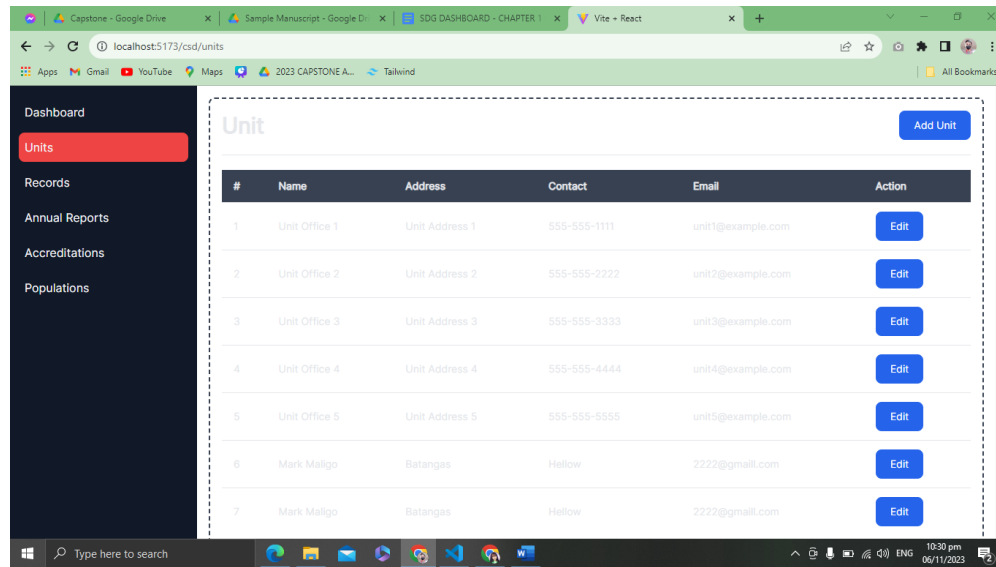 Capstone - Google Drive
Sample Manuscript - Google Dri
SDG DASHBOARD - CHAPTER
Vite + React
localhost:5173/csd/units
Apps Gmail YouTube Maps 2023 CAPSTONE A... Tailwind All Bookmarks
Dashboard
Units
Records
Annual Reports
Accreditations
Populations
Unit Add Unit
# Name Address Contact Email Action
1 Unit Office 1 Unit Address 1 555-555-1111 unit1@example.com Edit
2 Unit Office 2 Unit Address 2 555-555-2222 unit2@example.com Edit
3 Unit Office 3 Unit Address 3 555-555-3333 unit3@example.com Edit
4 Unit Office 4 Unit Address 4 555-555-4444 unit4@example.com Edit
5 Unit Office 5 Unit Address 5 555-555-5555 unit5@example.com Edit
6 Mark Maligo Batangas Hellow 2222@gmaill.com Edit
7 Mark Maligo Batangas Hellow 2222@gmaill.com Edit
Type here to search ENG 10:30 pm
06/11/2023